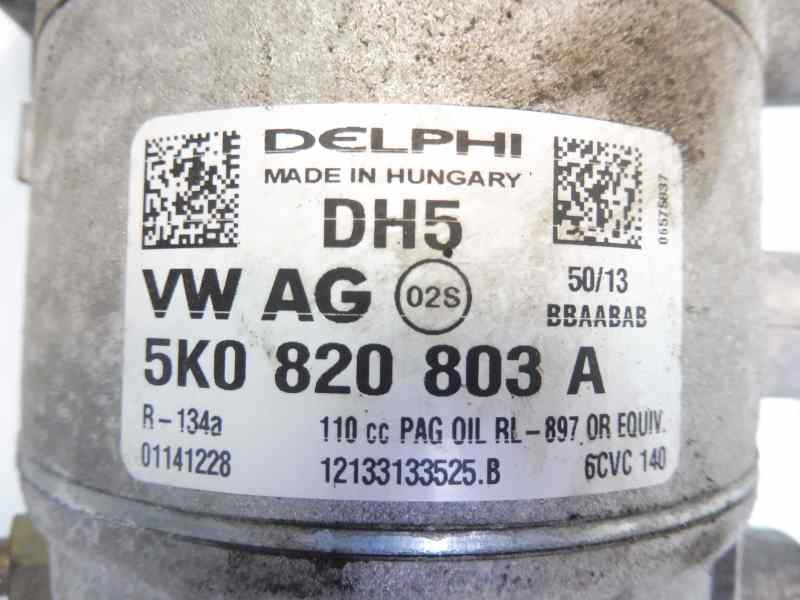 DELPHI
MADE IN HUNGARY
DH5
06575037
VW AG 02S 50/13
BBAABAB
5K0 820 803 A
R-134a 110 cc PAG OIL RL-897 OR EQUIV.
01141228 12133133525.B 6CVC 140